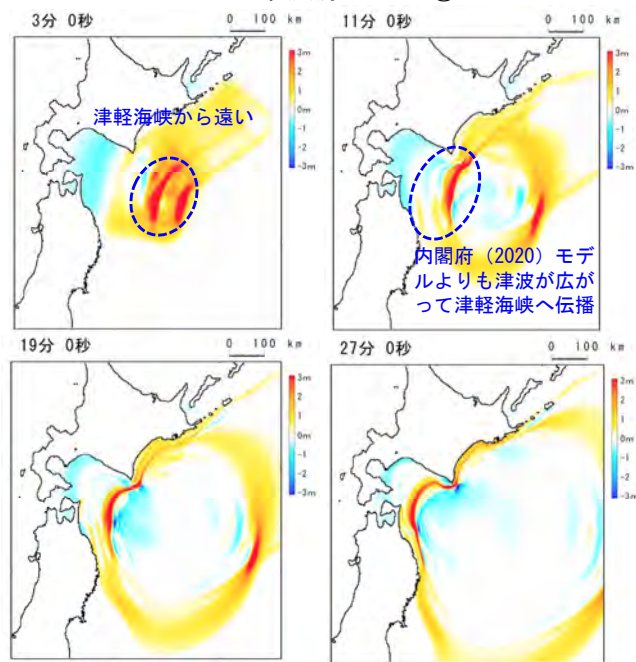 3分 0秒
0 100 km
3m
2
1
0m
-1
-2
-3m
津軽海峡から遠い
11分 0秒
0 100 km
3m
2
1
0m
-1
-2
-3m
内閣府（2020）モデ
ルよりも津波が広が
って津軽海峡へ伝播
19分 0秒
0 100 km
3m
2
1
0m
-1
-2
-3m
27分 0秒
0 100 km
3m
2
1
0m
-1
-2
-3m